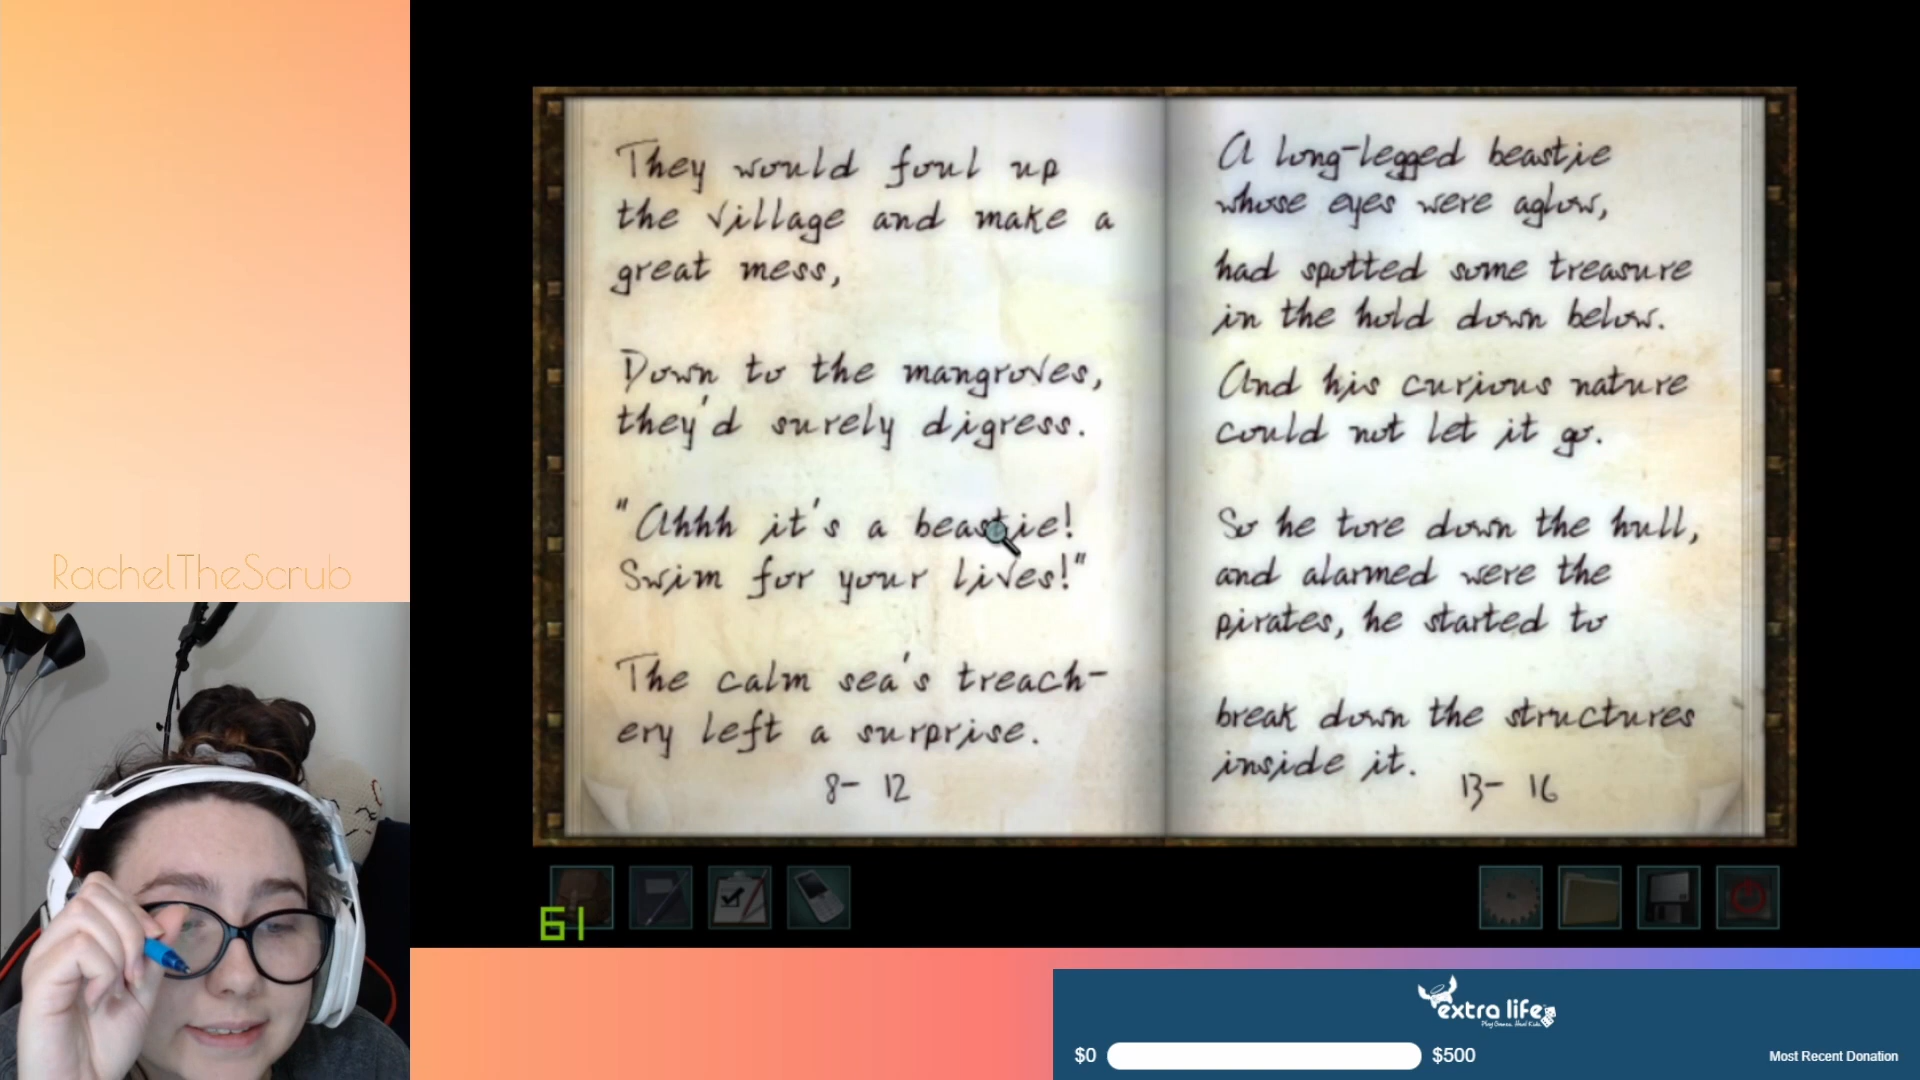 They would foul up
the village and make a
great mess,
Down to the mangroves,
they'd surely digress.
"Ahhh it's a beastie!
Swim for your lives!"
The calm sea's treach-
ery left a surprise.
8- 12
A long-legged beastie
whose eyes were aglow,
had spotted some treasure
in the hold down below.
And his curious nature
could not let it go.
So he tore down the hull,
and alarmed were the
pirates, he started to
break down the structures
inside it.
13- 16
RachelTheScrub
61
extra life
Play Games. Heal Kids.
$0
$500
Most Recent Donation